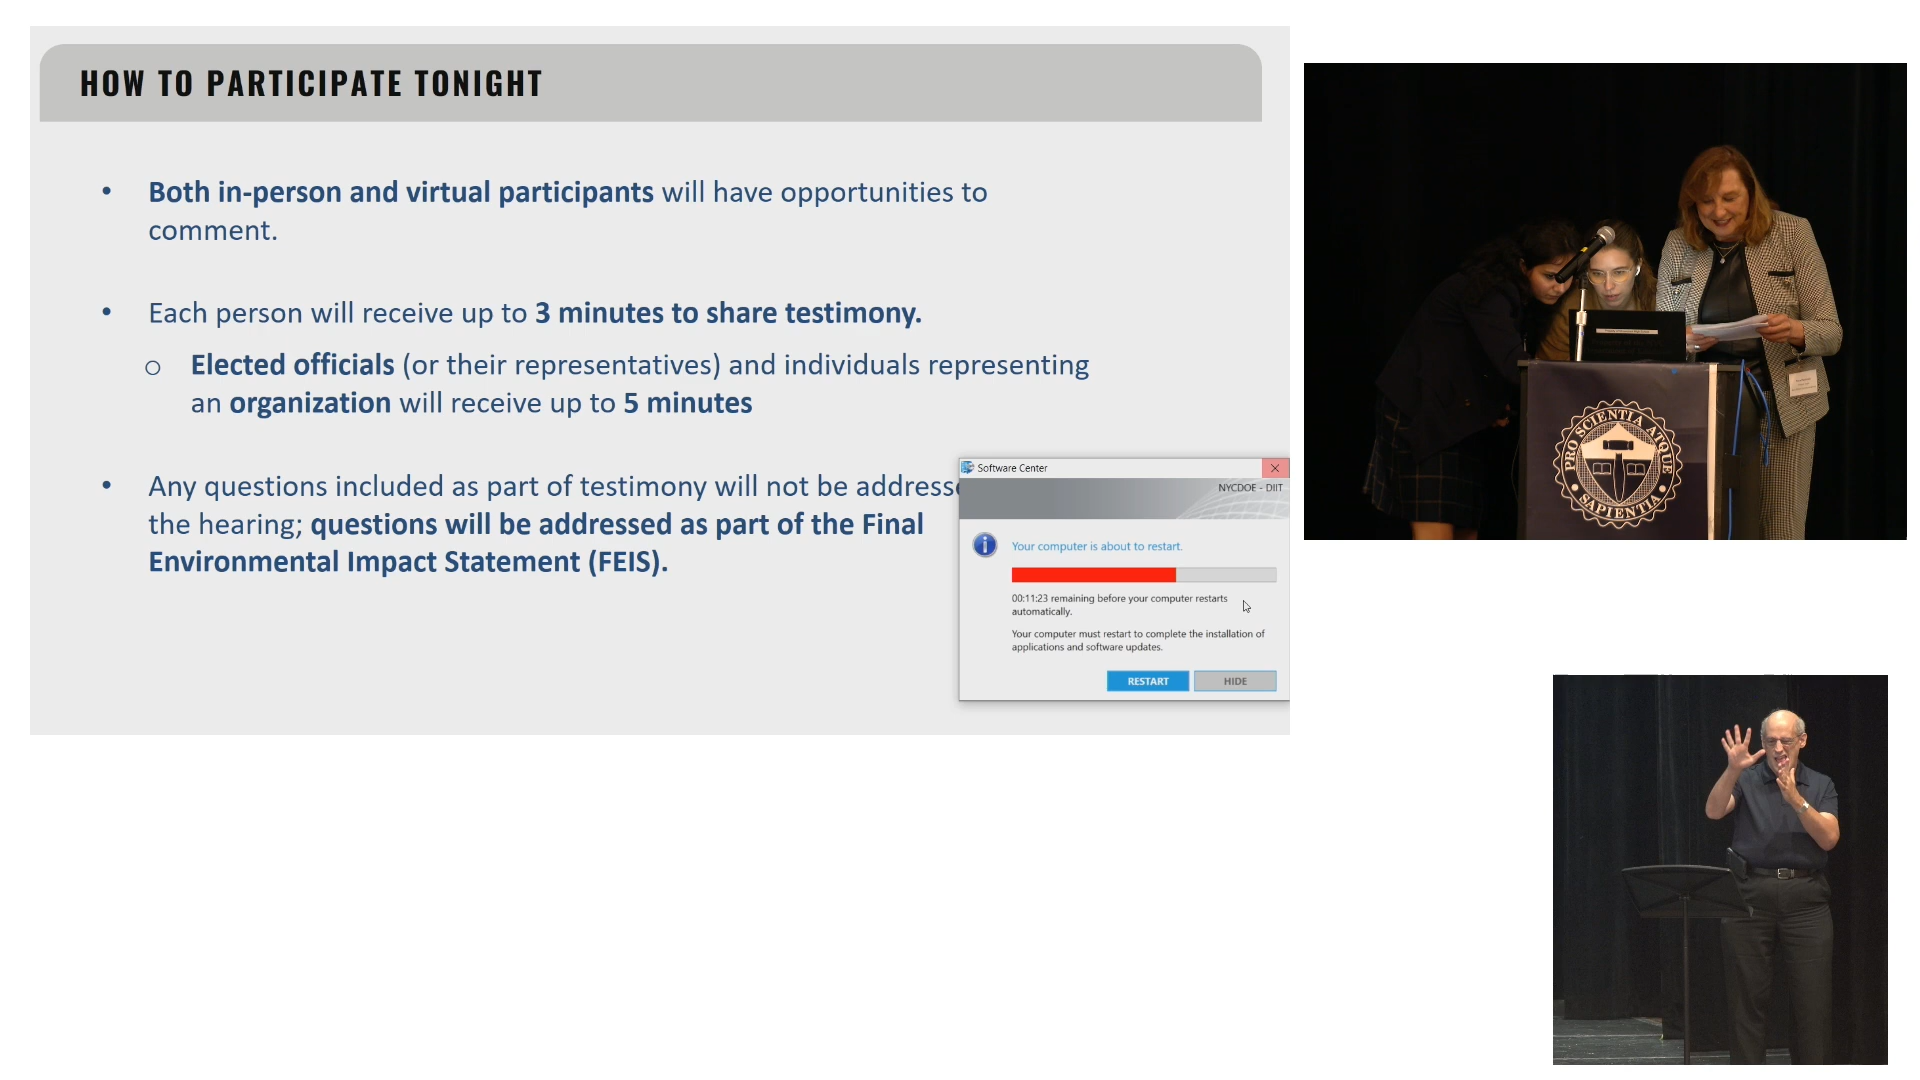 HOW TO PARTICIPATE TONIGHT
• Both in-person and virtual participants will have opportunities to
comment.
• Each person will receive up to 3 minutes to share testimony.
o Elected officials (or their representatives) and individuals representing
an organization will receive up to 5 minutes
• Any questions included as part of testimony will not be addresse
the hearing; questions will be addressed as part of the Final
Environmental Impact Statement (FEIS).
Software Center
NYCDOE - DIIT
Your computer is about to restart.
00:11:23 remaining before your computer restarts
automatically.
Your computer must restart to complete the installation of
applications and software updates.
RESTART
HIDE
PRO SCIENTIA ATQUE
SAPIENTIA